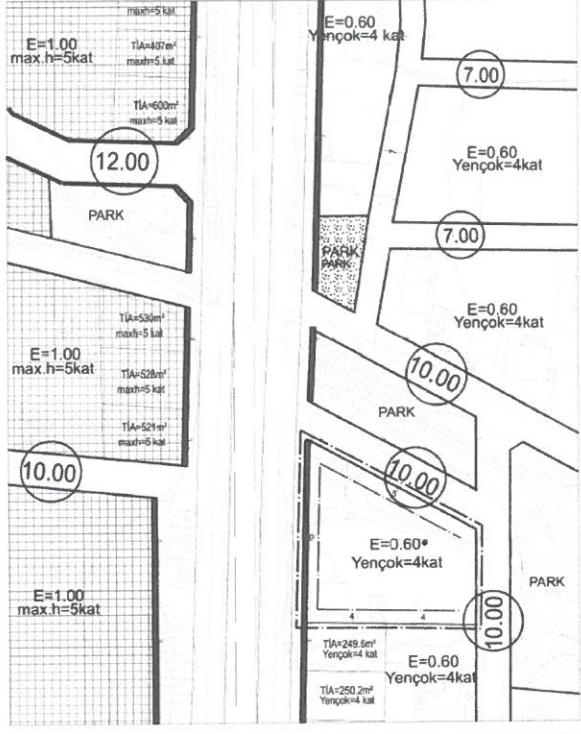 maxh=5 kat
E=1.00
max.h=5kat
TİA=407m²
maxh=5 kat
TİA=600m²
maxh=5 kat
12.00
PARK
E=0.60
Yençok=4 kat
7.00
7
E=0.60
Yençok=4kat
PARK
PARK
7.00
E=0.60
Yençok=4kat
TİA=530m²
maxh=5 kat
E=1.00
max.h=5kat
TİA=528m²
maxh=5 kat
TİA=521m²
maxh=5 kat
10.00
PARK
10.00
10.00
5
E=0.60
Yençok=4kat
4
4
PARK
10.00
E=1.00
max.h=5kat
TİA=249.6m²
Yençok=4 kat
E=0.60
Yençok=4kat
TİA=250.2m²
Yençok=4 kat